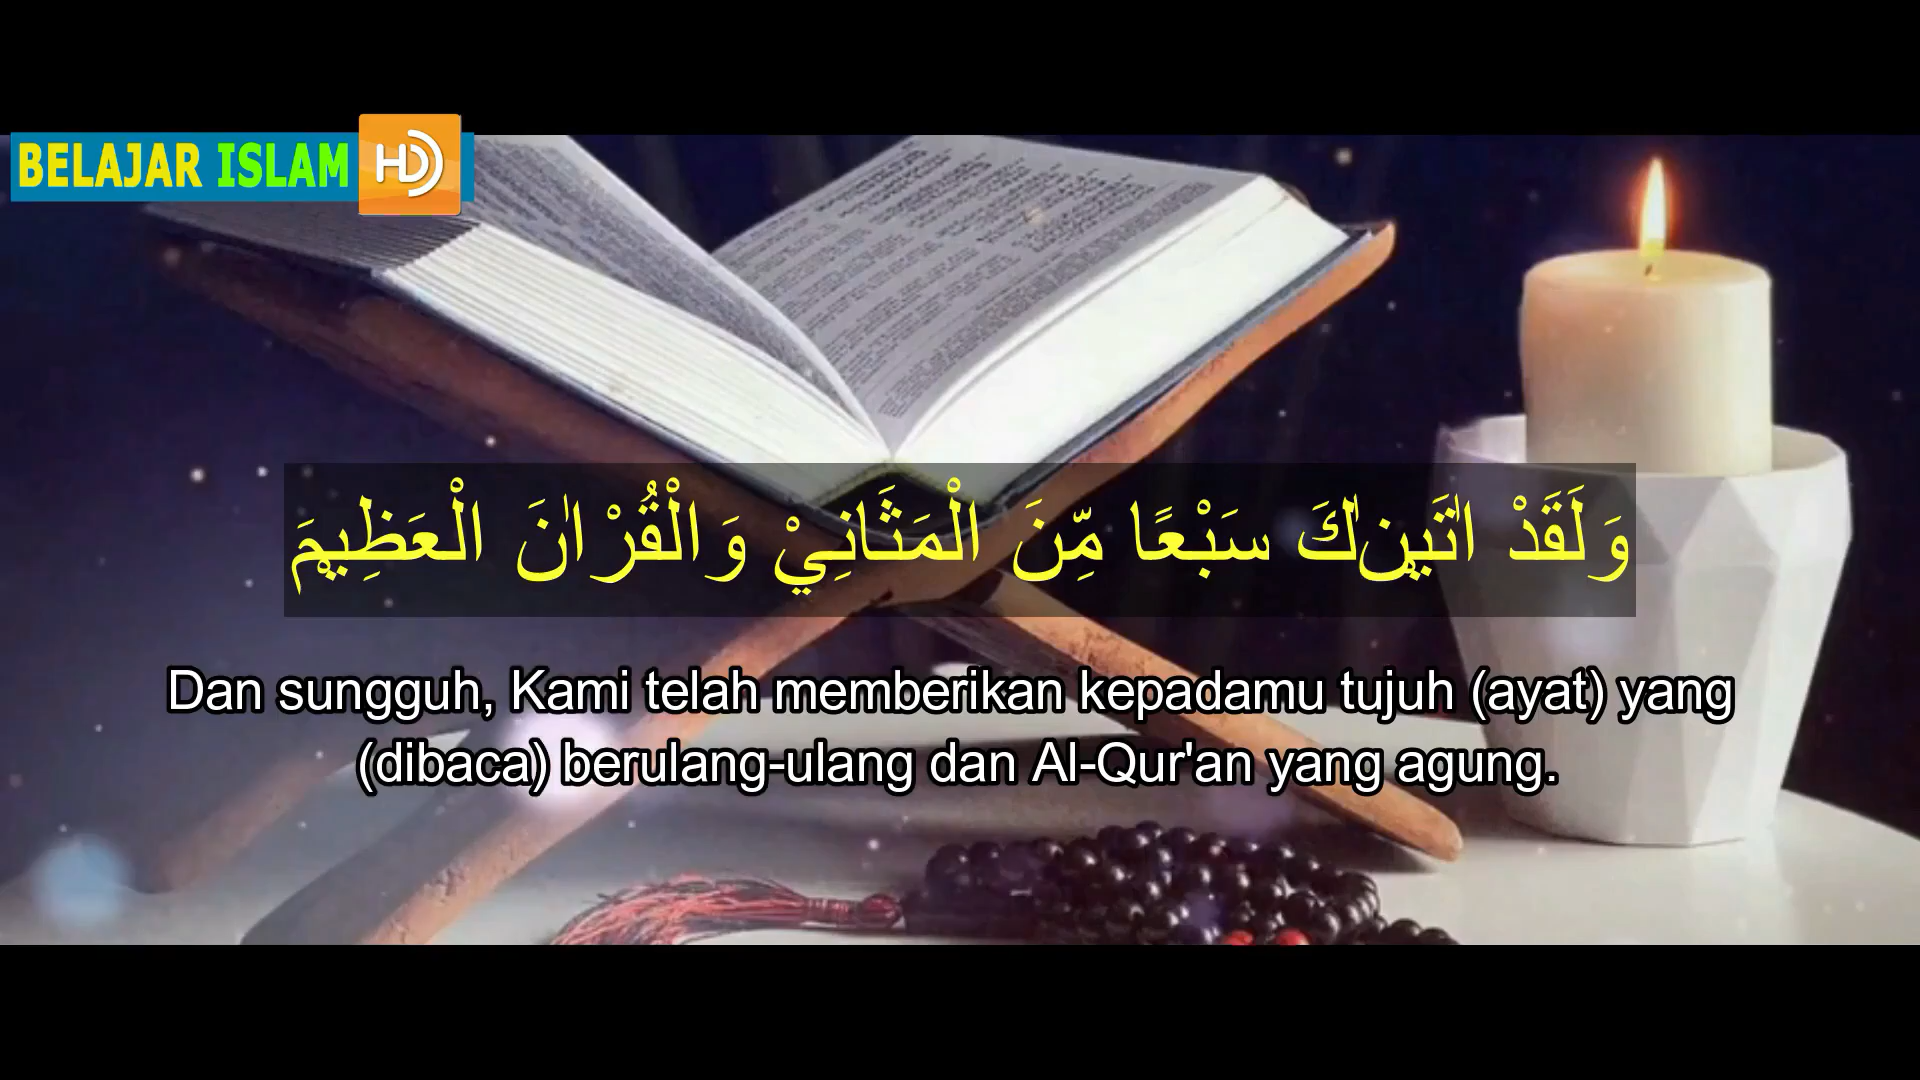 BELAJAR ISLAM HD
وَلَقَدْ اٰتَيْنٰكَ سَبْعًا مِّنَ الْمَثَانِيْ وَالْقُرْاٰنَ الْعَظِيْمَ
Dan sungguh, Kami telah memberikan kepadamu tujuh (ayat) yang
(dibaca) berulang-ulang dan Al-Qur'an yang agung.